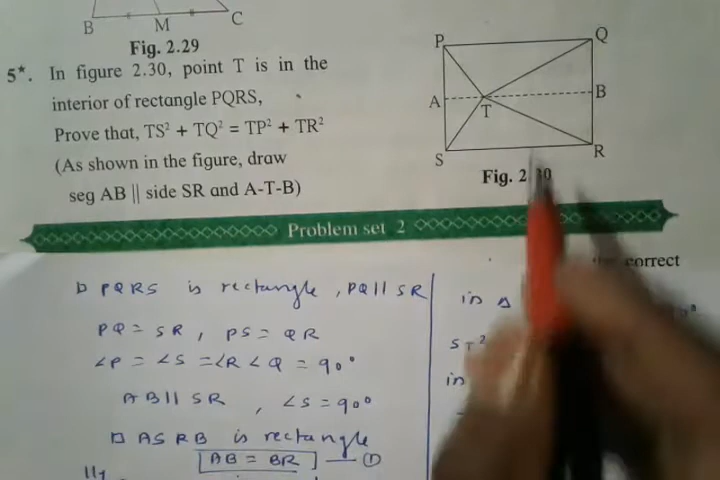 B M C
Fig. 2.29
5*. In figure 2.30, point T is in the
interior of rectangle PQRS,
Prove that, TS² + TQ² = TP² + TR²
(As shown in the figure, draw
seg AB || side SR and A-T-B)
P Q
A T B
S R
Fig. 2.30
Problem set 2
correct
□ PQRS is rectangle, PQ || SR
PQ = SR, PS = QR
∠P = ∠S = ∠R ∠Q = 90°
AB || SR, ∠S = 90°
□ ASRB is rectangle
AB = BR — ①
||ly
in Δ
ST²
in